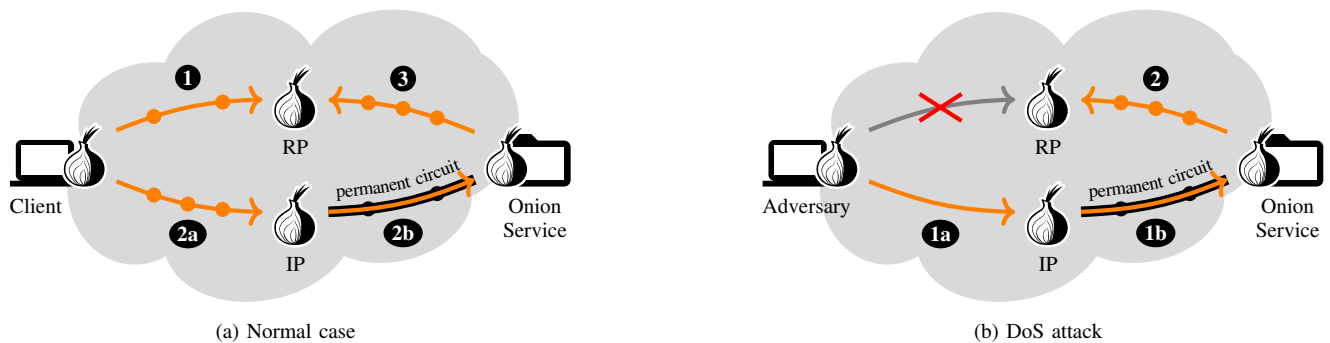 1
3
RP
permanent circuit
Client
2a
2b
IP
Onion
Service
(a) Normal case
2
RP
permanent circuit
Adversary
1a
1b
IP
Onion
Service
(b) DoS attack